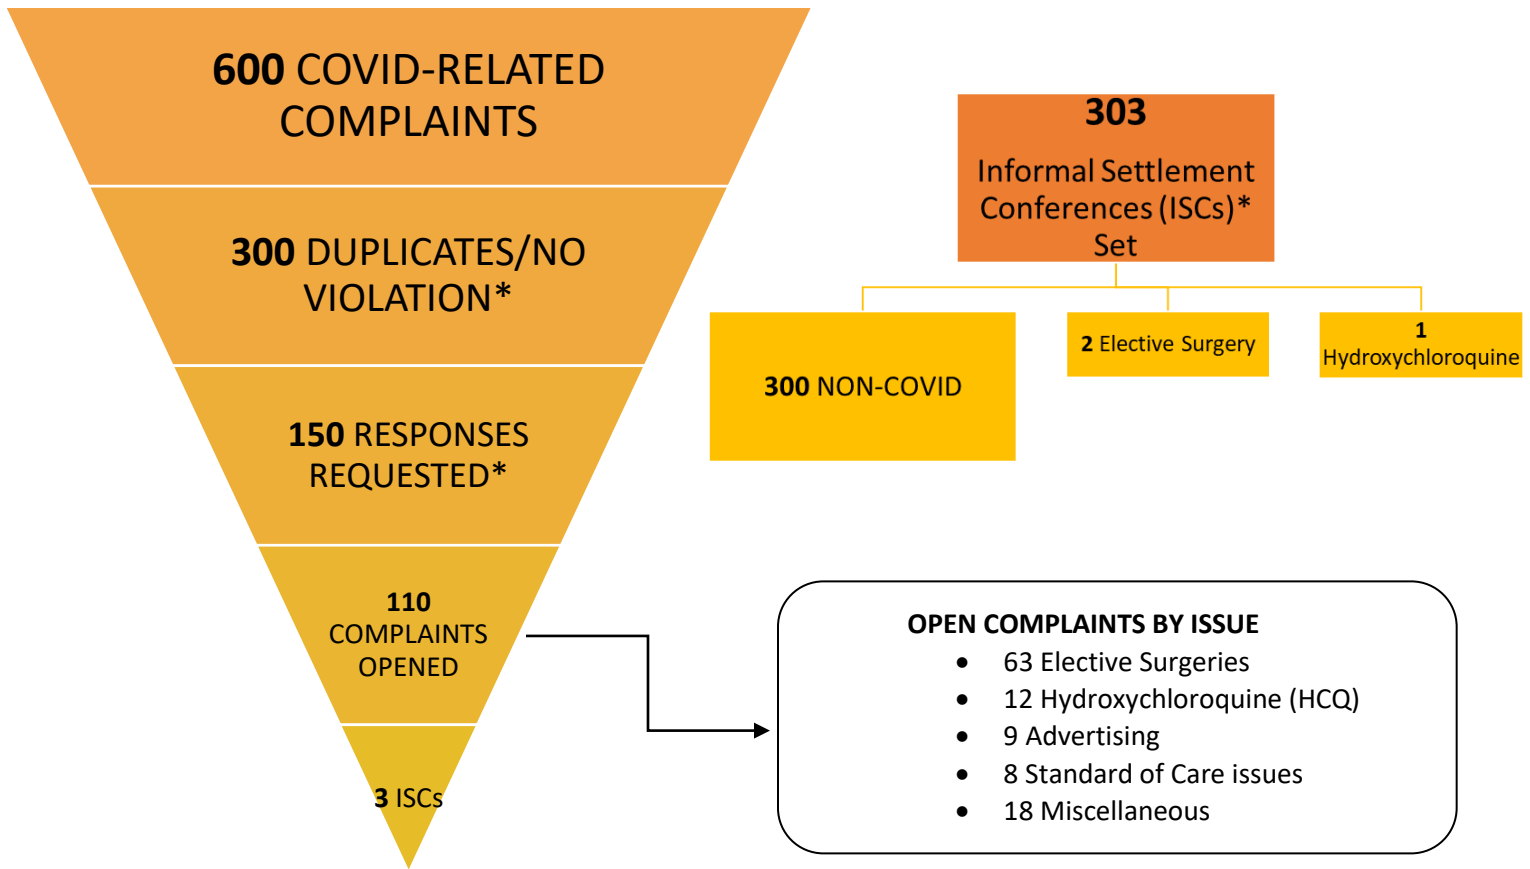 600 COVID-RELATED
COMPLAINTS
300 DUPLICATES/NO
VIOLATION*
150 RESPONSES
REQUESTED*
110
COMPLAINTS
OPENED
3 ISCs
303
Informal Settlement
Conferences (ISCs)*
Set
300 NON-COVID
2 Elective Surgery
1
Hydroxychloroquine
OPEN COMPLAINTS BY ISSUE
• 63 Elective Surgeries
• 12 Hydroxychloroquine (HCQ)
• 9 Advertising
• 8 Standard of Care issues
• 18 Miscellaneous